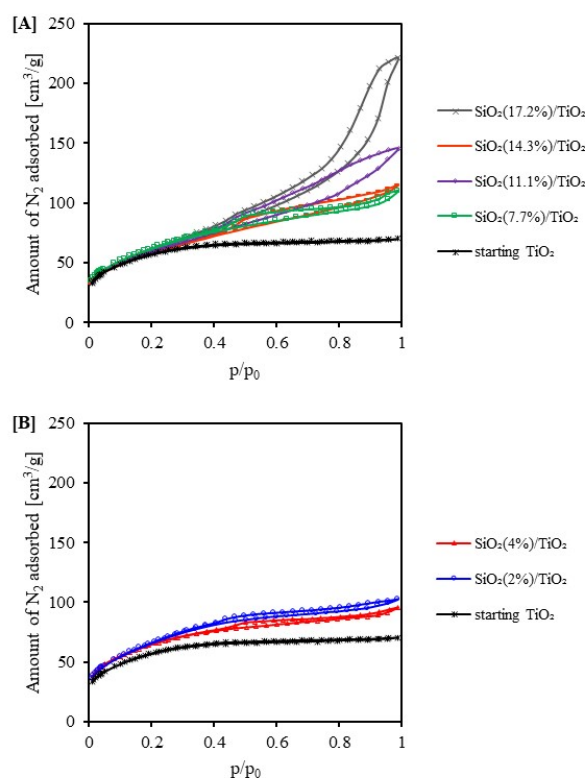 [A]
250
200
150
100
50
0
Amount of N₂ adsorbed [cm³/g]
0 0.2 0.4 0.6 0.8 1
p/p₀
SiO₂(17.2%)/TiO₂
SiO₂(14.3%)/TiO₂
SiO₂(11.1%)/TiO₂
SiO₂(7.7%)/TiO₂
starting TiO₂
[B]
250
200
150
100
50
0
Amount of N₂ adsorbed [cm³/g]
0 0.2 0.4 0.6 0.8 1
p/p₀
SiO₂(4%)/TiO₂
SiO₂(2%)/TiO₂
starting TiO₂